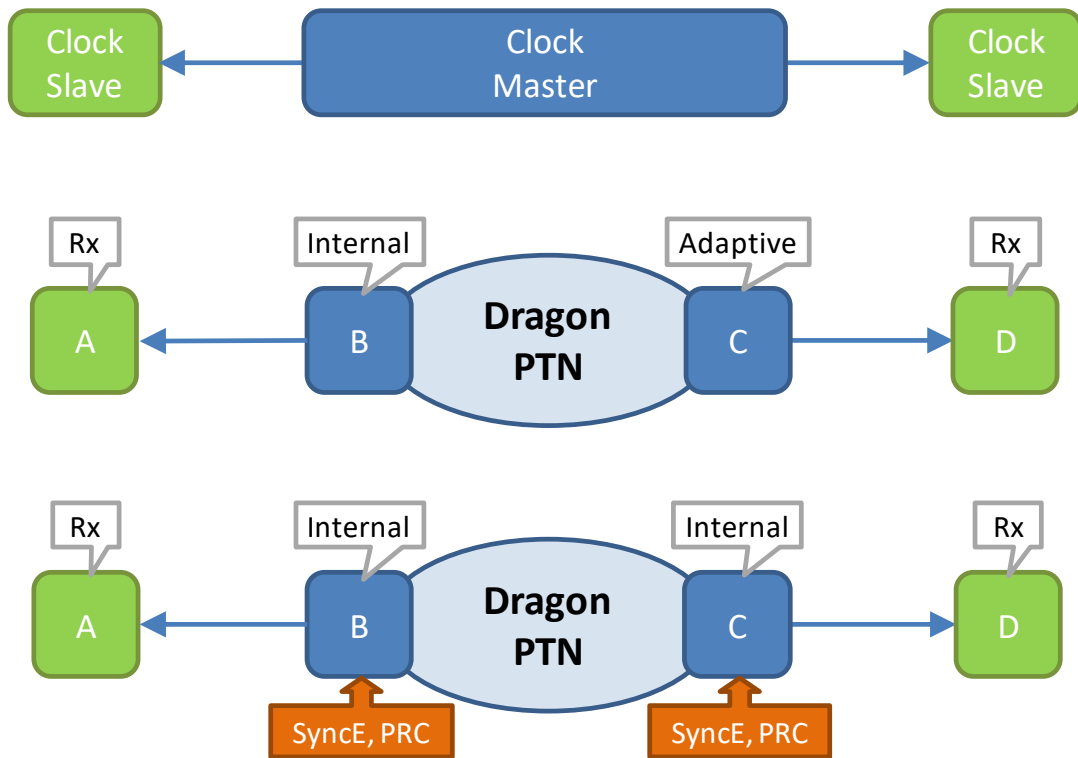 Clock
Slave
Clock
Master
Clock
Slave
Rx
Internal
Adaptive
Rx
A
B
Dragon
PTN
C
D
Rx
Internal
Internal
Rx
A
B
Dragon
PTN
C
D
SyncE, PRC
SyncE, PRC